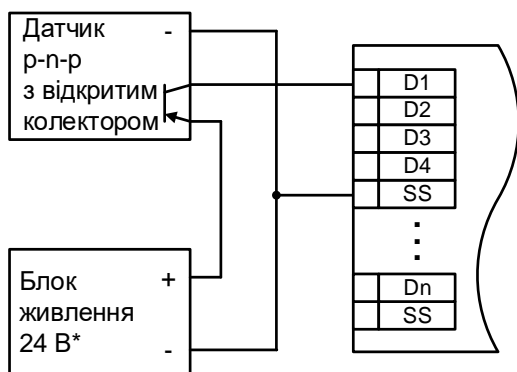 Датчик -
p-n-p
з відкритим
колектором
D1
D2
D3
D4
SS
Dn
SS
Блок +
живлення
24 В* -